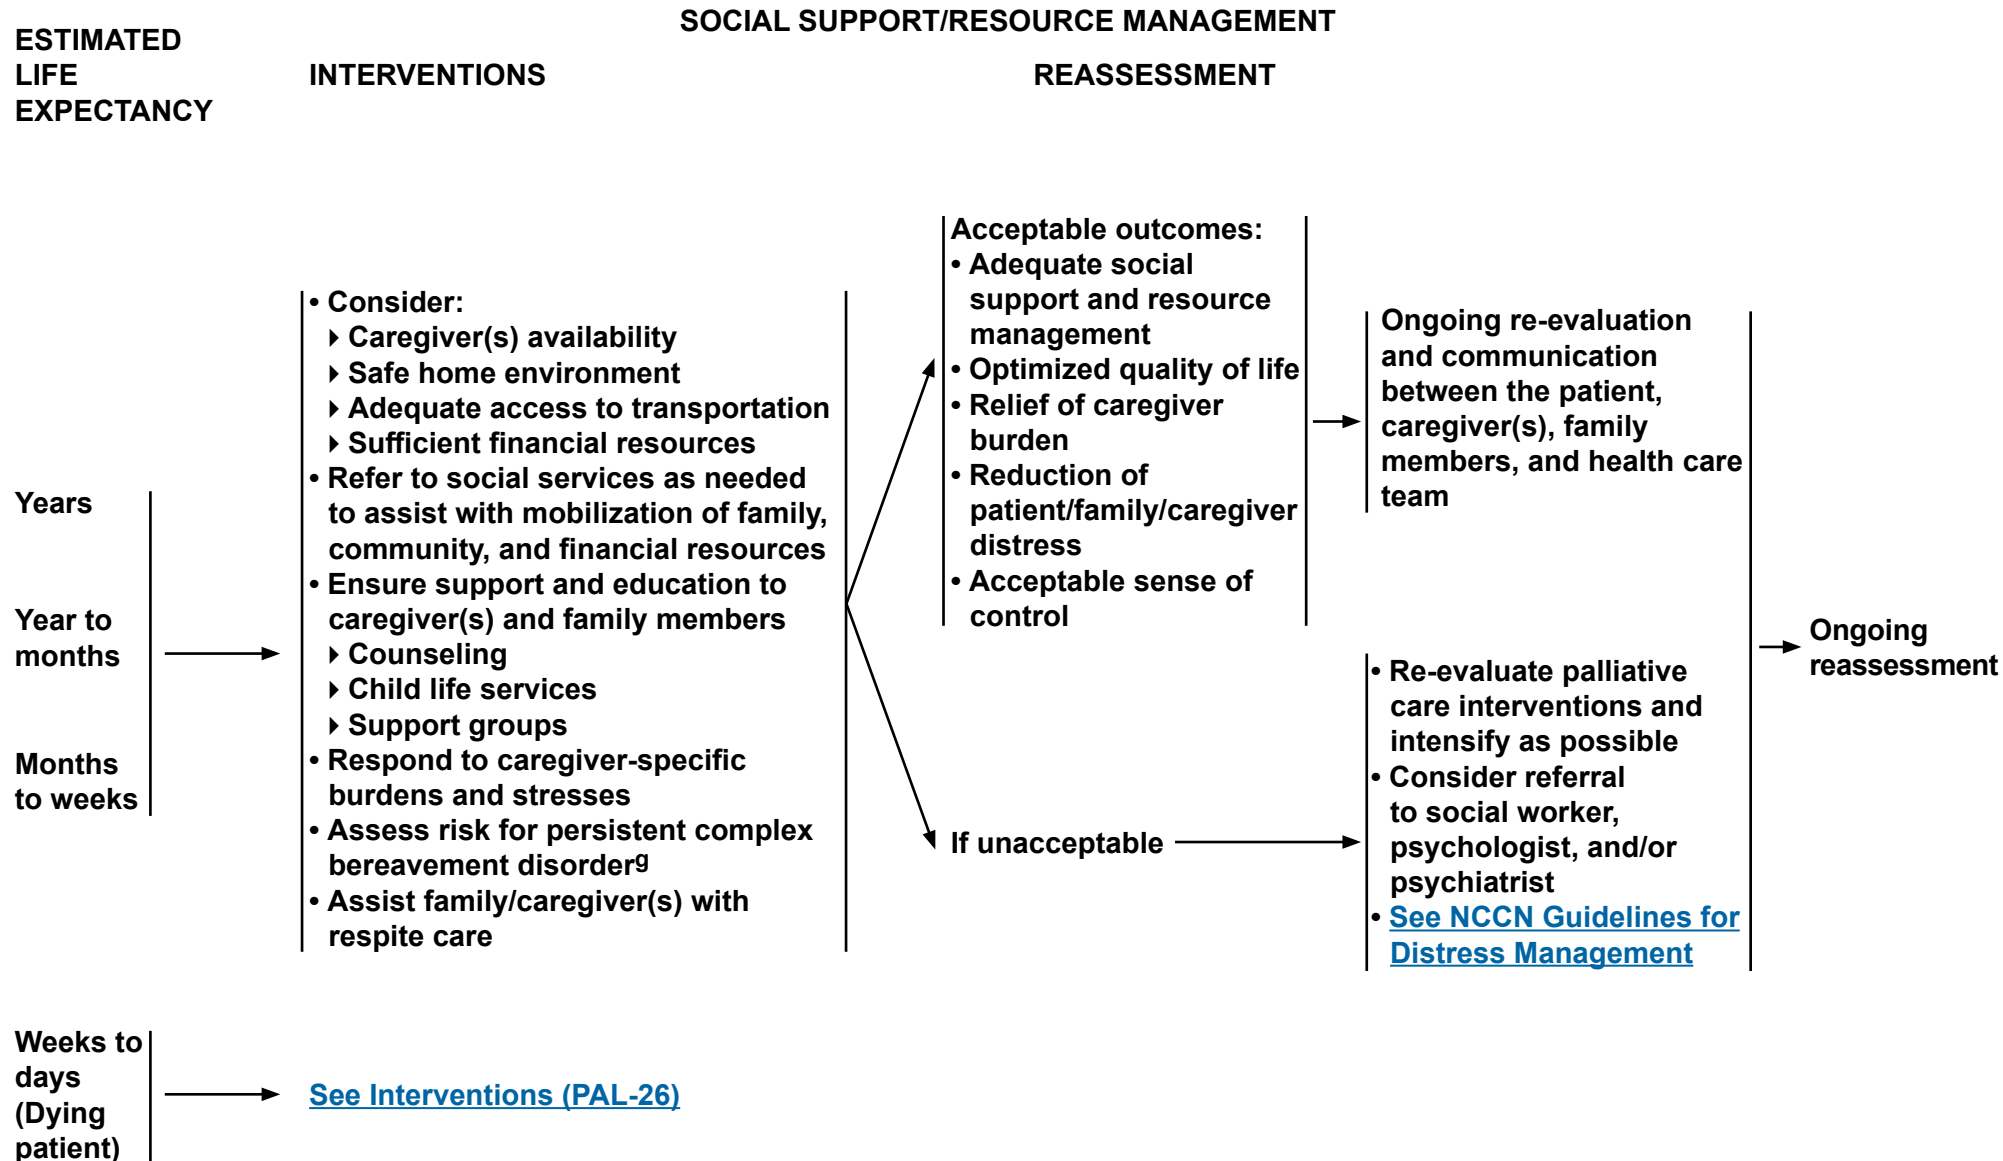 SOCIAL SUPPORT/RESOURCE MANAGEMENT
ESTIMATED
LIFE
EXPECTANCY
INTERVENTIONS
REASSESSMENT
Years
Year to
months
Months
to weeks
• Consider:
▸ Caregiver(s) availability
▸ Safe home environment
▸ Adequate access to transportation
▸ Sufficient financial resources
• Refer to social services as needed
to assist with mobilization of family,
community, and financial resources
• Ensure support and education to
caregiver(s) and family members
▸ Counseling
▸ Child life services
▸ Support groups
• Respond to caregiver-specific
burdens and stresses
• Assess risk for persistent complex
bereavement disorderg
• Assist family/caregiver(s) with
respite care
Acceptable outcomes:
• Adequate social
support and resource
management
• Optimized quality of life
• Relief of caregiver
burden
• Reduction of
patient/family/caregiver
distress
• Acceptable sense of
control
Ongoing re-evaluation
and communication
between the patient,
caregiver(s), family
members, and health care
team
If unacceptable
• Re-evaluate palliative
care interventions and
intensify as possible
• Consider referral
to social worker,
psychologist, and/or
psychiatrist
• See NCCN Guidelines for
Distress Management
Ongoing
reassessment
Weeks to
days
(Dying
patient)
See Interventions (PAL-26)